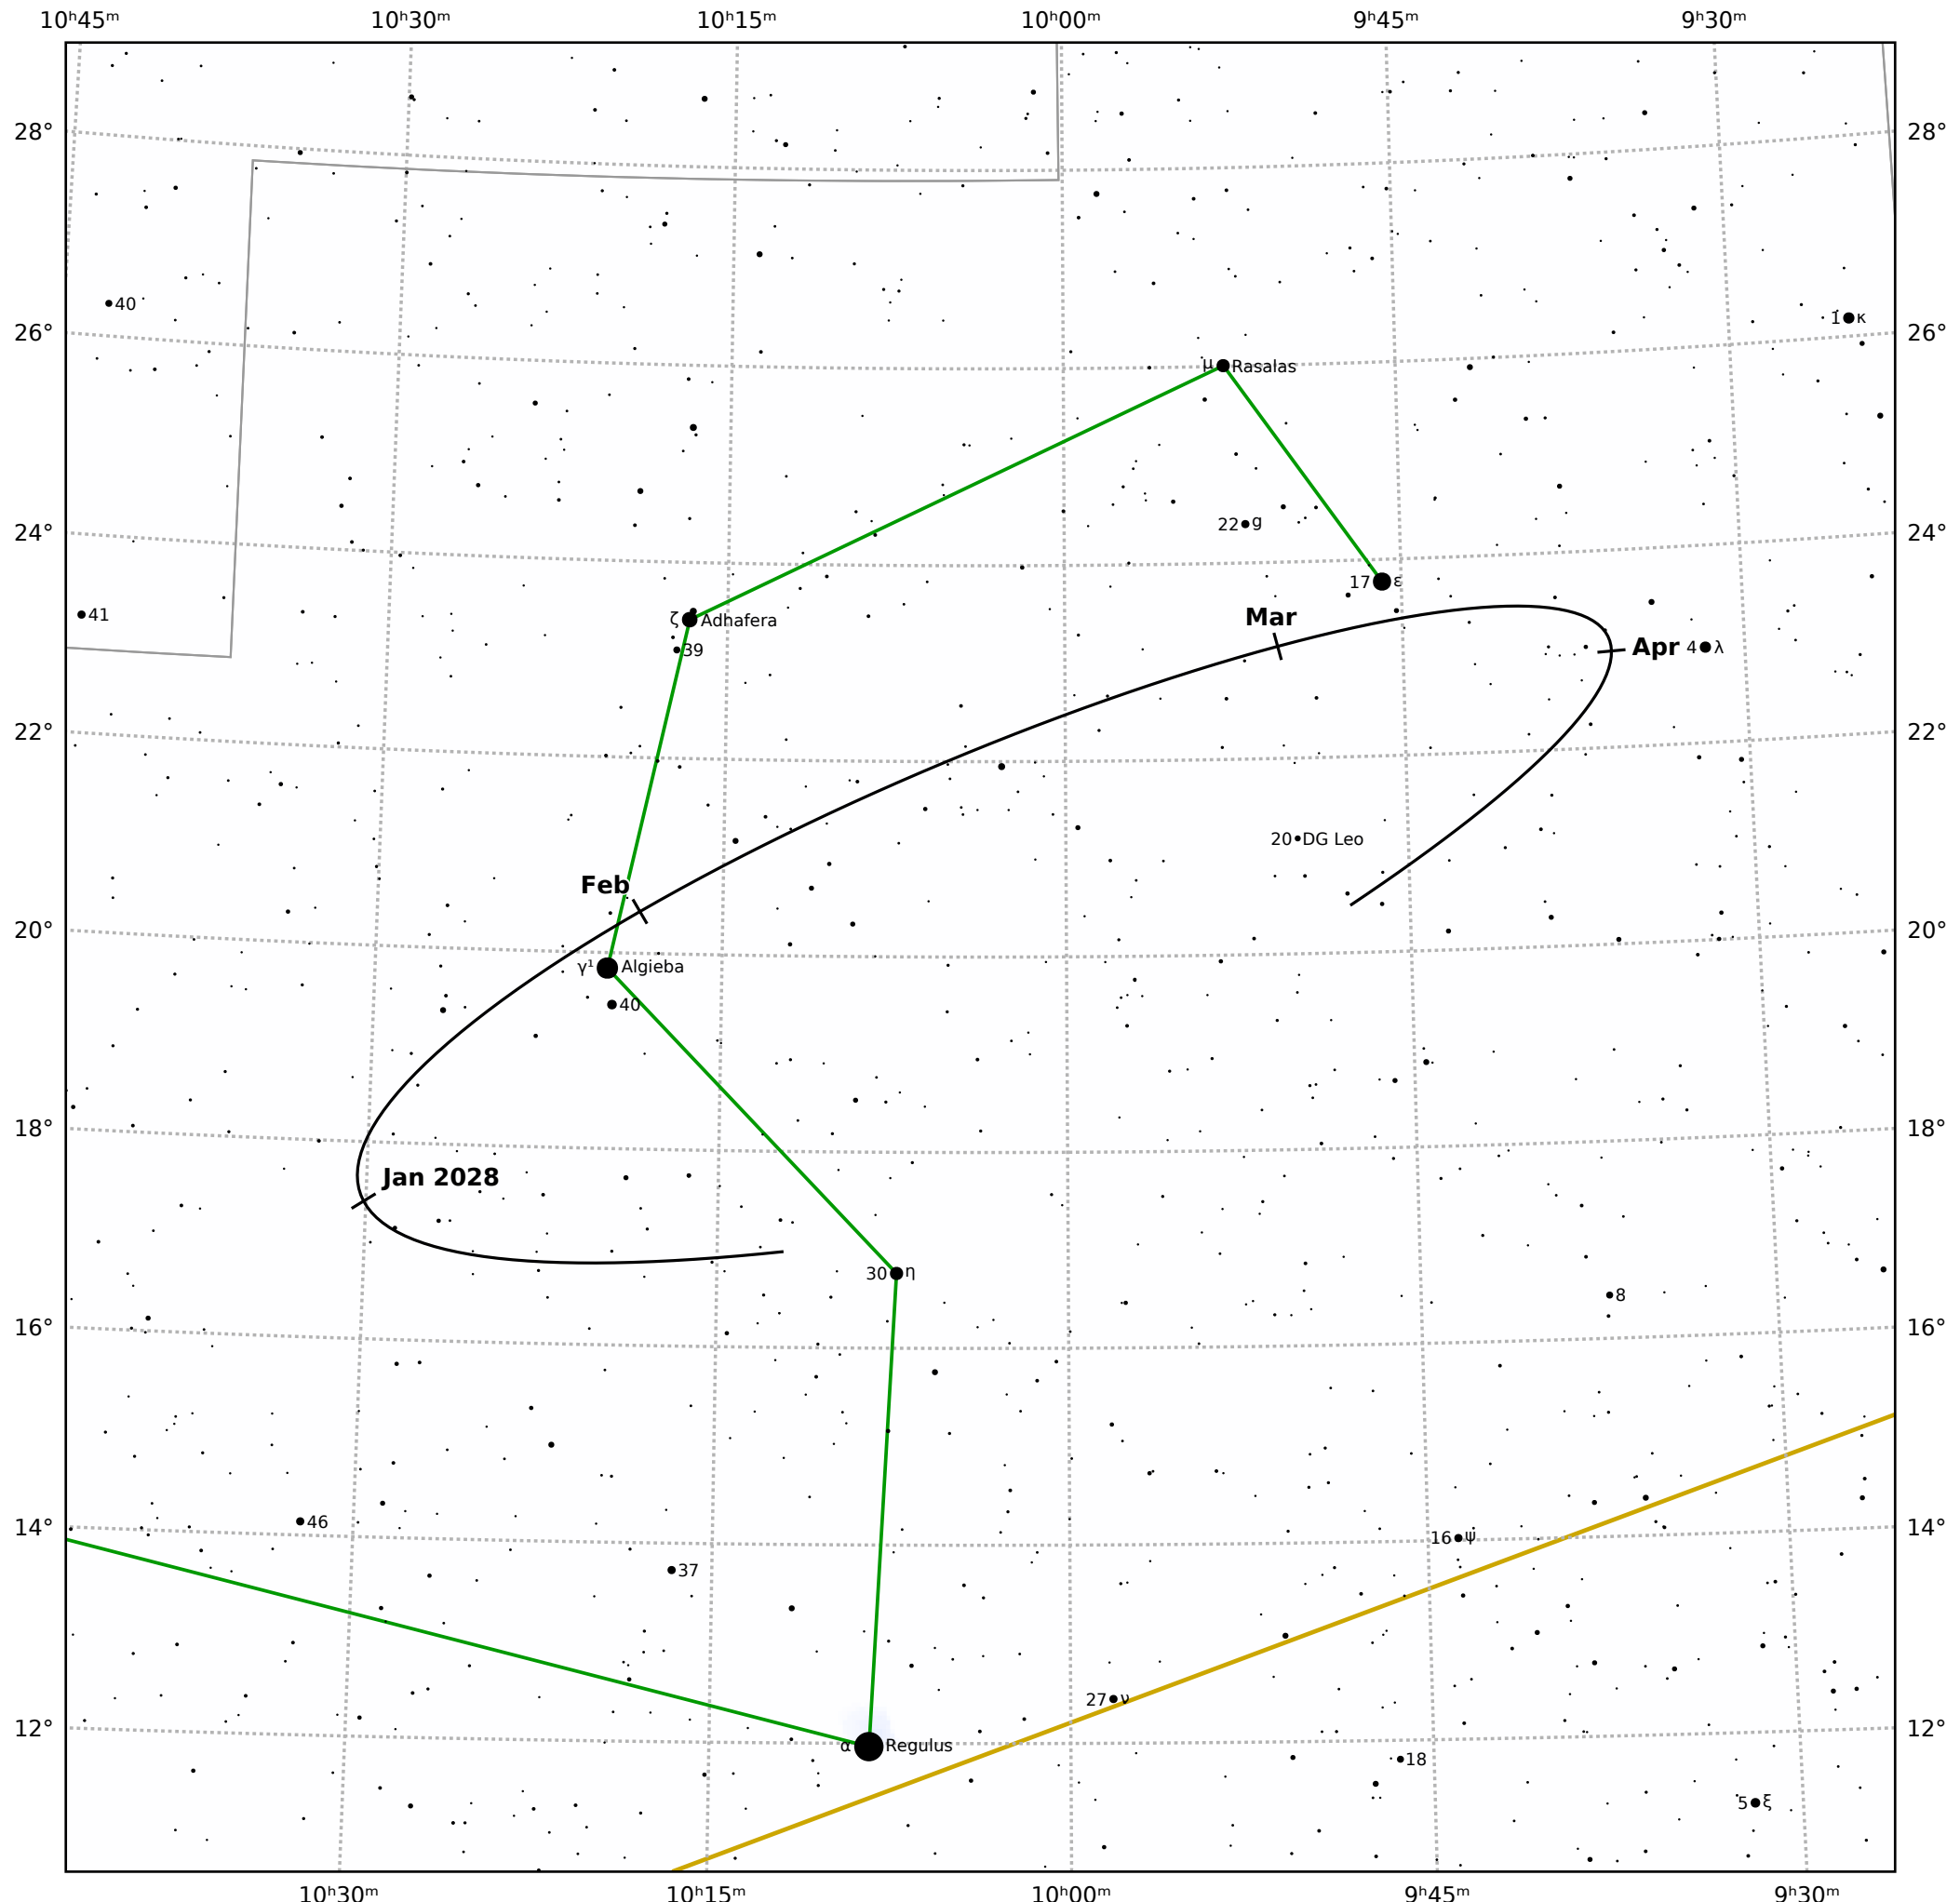 10ʰ45ᵐ 10ʰ30ᵐ 10ʰ15ᵐ 10ʰ00ᵐ 9ʰ45ᵐ 9ʰ30ᵐ
28° 28°
40
1 κ
26° 26°
μ Rasalas
22 g
24° 24°
17 ε
41
ζ Adhafera
Mar
39
Apr 4 λ
22° 22°
20 DG Leo
Feb
20° 20°
γ¹ Algieba
40
18° 18°
Jan 2028
30 η
8
16° 16°
46
14° 14°
16 ψ
37
27 ν
12° 12°
α Regulus
18
5 ξ
10ʰ30ᵐ 10ʰ15ᵐ 10ʰ00ᵐ 9ʰ45ᵐ 9ʰ30ᵐ